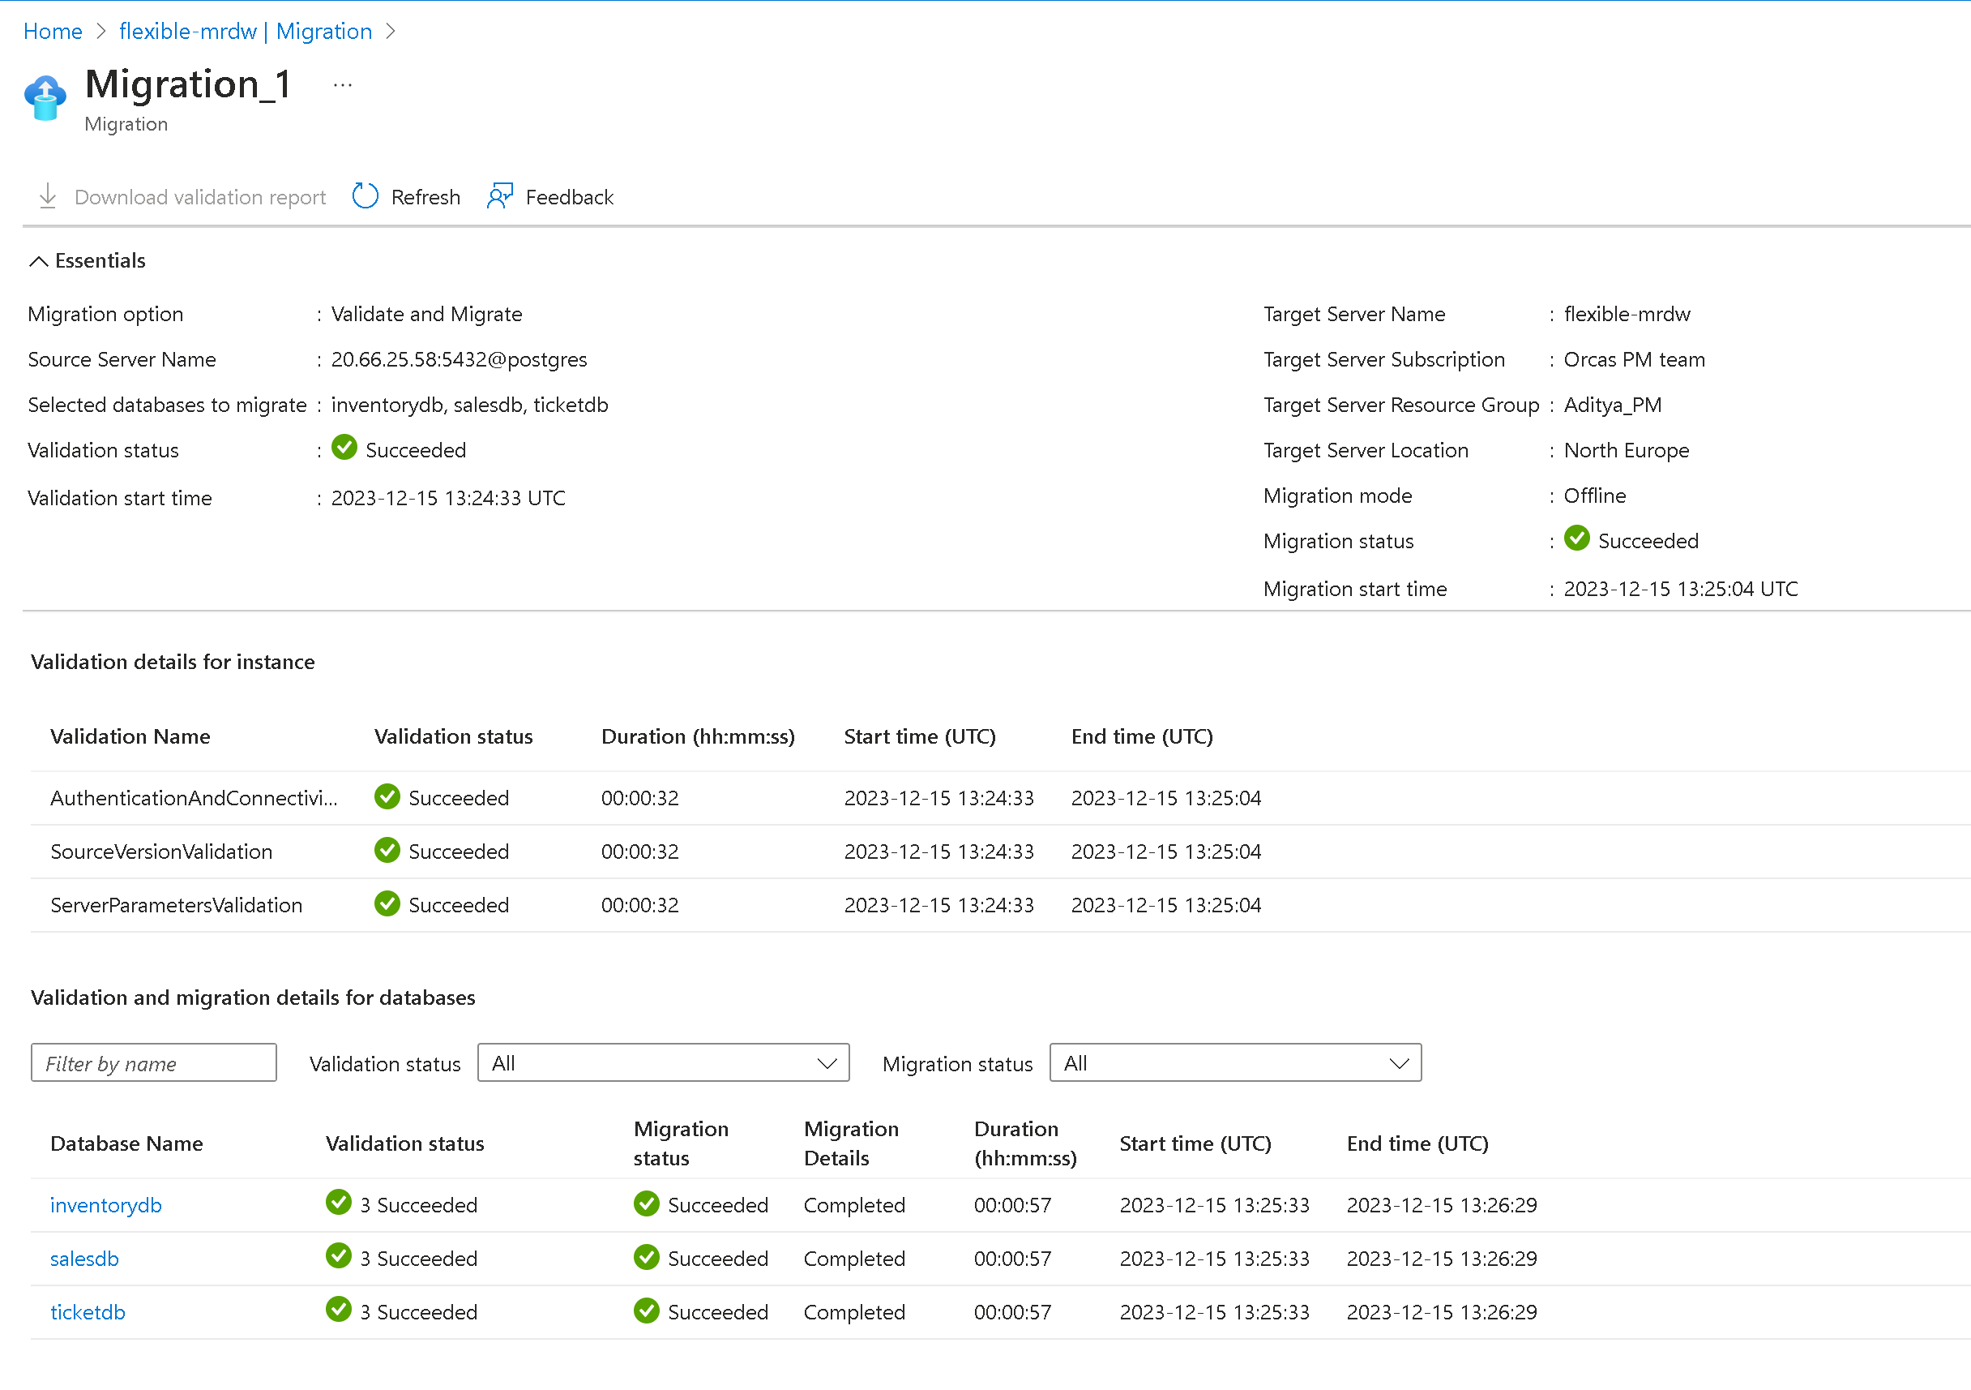 Home > flexible-mrdw | Migration >
Migration_1 ...
Migration
Download validation report Refresh Feedback
Essentials
Migration option : Validate and Migrate Target Server Name : flexible-mrdw
Source Server Name : 20.66.25.58:5432@postgres Target Server Subscription : Orcas PM team
Selected databases to migrate : inventorydb, salesdb, ticketdb Target Server Resource Group : Aditya_PM
Validation status : Succeeded Target Server Location : North Europe
Validation start time : 2023-12-15 13:24:33 UTC Migration mode : Offline
Migration status : Succeeded
Migration start time : 2023-12-15 13:25:04 UTC
Validation details for instance
Validation Name Validation status Duration (hh:mm:ss) Start time (UTC) End time (UTC)
AuthenticationAndConnectivi... Succeeded 00:00:32 2023-12-15 13:24:33 2023-12-15 13:25:04
SourceVersionValidation Succeeded 00:00:32 2023-12-15 13:24:33 2023-12-15 13:25:04
ServerParametersValidation Succeeded 00:00:32 2023-12-15 13:24:33 2023-12-15 13:25:04
Validation and migration details for databases
Filter by name Validation status All Migration status All
Database Name Validation status Migration status Migration Details Duration (hh:mm:ss) Start time (UTC) End time (UTC)
inventorydb 3 Succeeded Succeeded Completed 00:00:57 2023-12-15 13:25:33 2023-12-15 13:26:29
salesdb 3 Succeeded Succeeded Completed 00:00:57 2023-12-15 13:25:33 2023-12-15 13:26:29
ticketdb 3 Succeeded Succeeded Completed 00:00:57 2023-12-15 13:25:33 2023-12-15 13:26:29